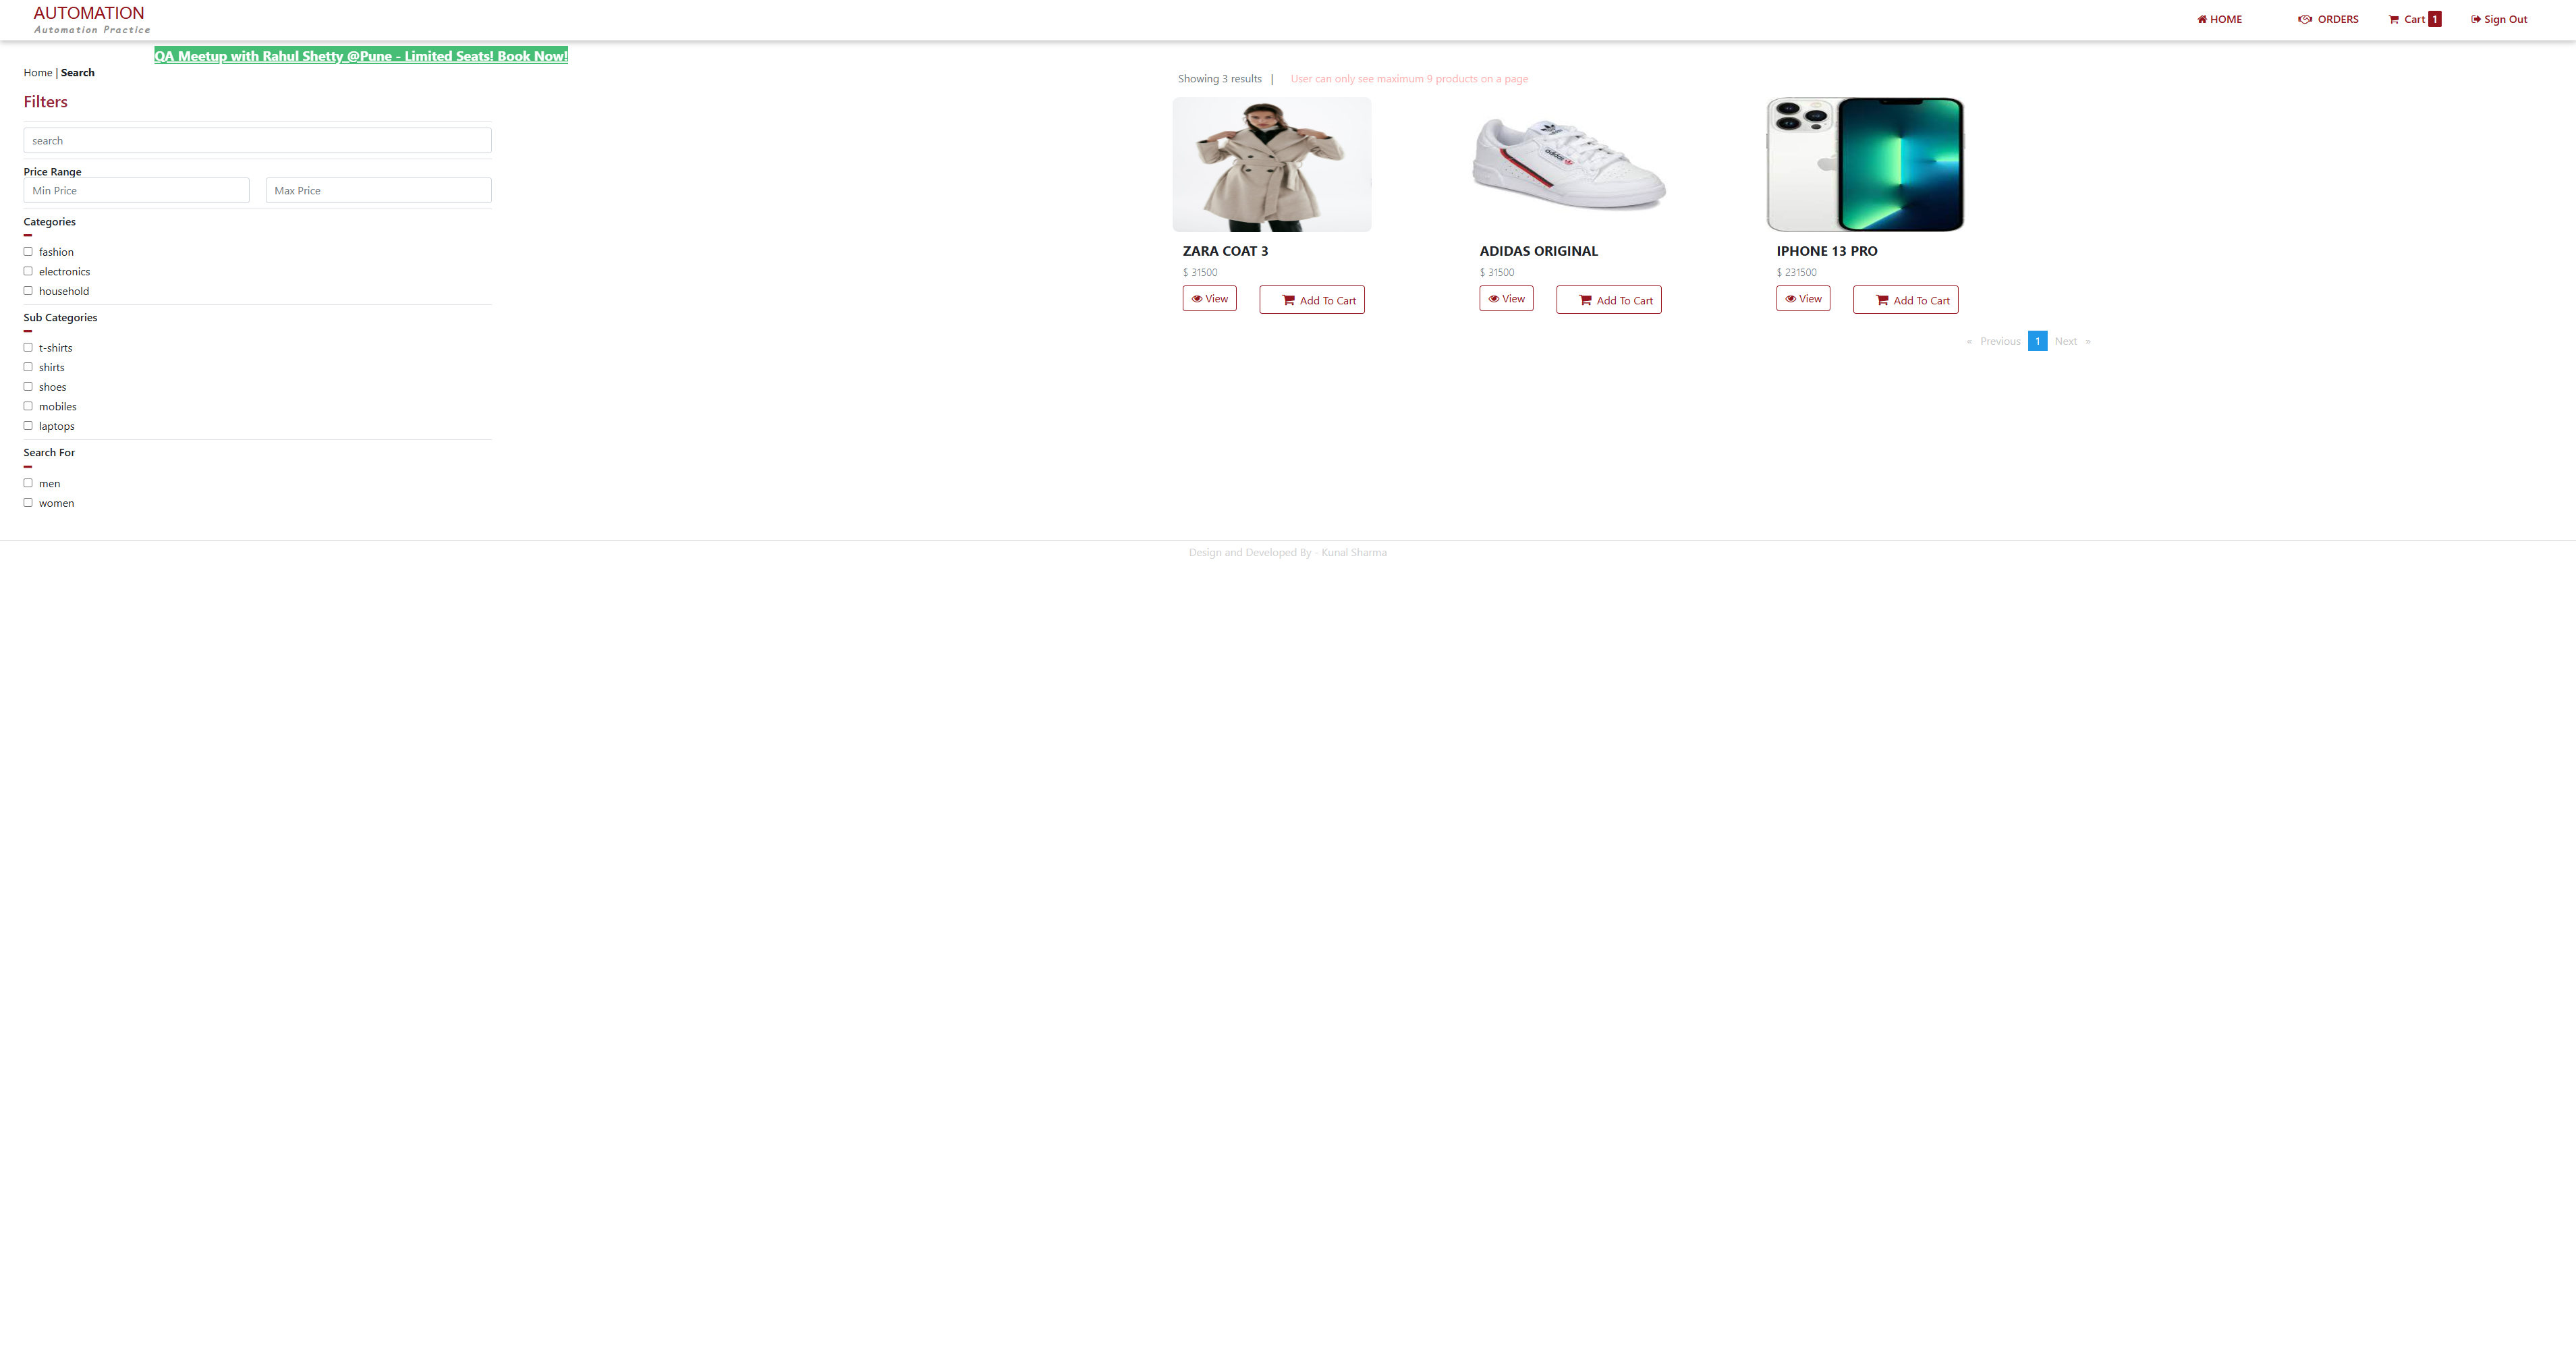 AUTOMATION
Automation Practice
HOME
ORDERS
Cart 1
Sign Out
QA Meetup with Rahul Shetty @Pune - Limited Seats! Book Now!
Home | Search
Filters
search
Price Range
Min Price
Max Price
Categories
fashion
electronics
household
Sub Categories
t-shirts
shirts
shoes
mobiles
laptops
Search For
men
women
Showing 3 results |
User can only see maximum 9 products on a page
ZARA COAT 3
$ 31500
View
Add To Cart
adidas
ADIDAS ORIGINAL
$ 31500
View
Add To Cart
IPHONE 13 PRO
$ 231500
View
Add To Cart
« Previous 1 Next »
Design and Developed By - Kunal Sharma